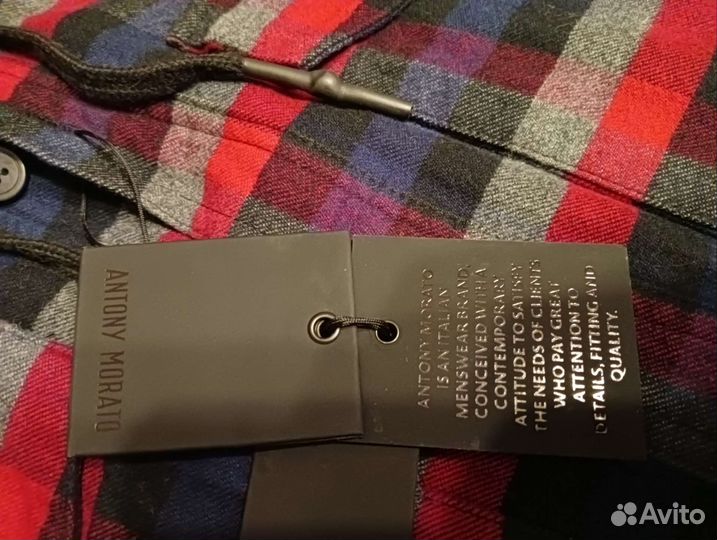 ANTONY MORATO
ANTONY MORATO
IS AN ITALIAN
MENSWEAR BRAND,
CONCEIVED WITH A
CONTEMPORARY
ATTITUDE TO SATISFY
THE NEEDS OF CLIENTS
WHO PAY GREAT
ATTENTION TO
DETAILS, FITTING AND
QUALITY.
Avito